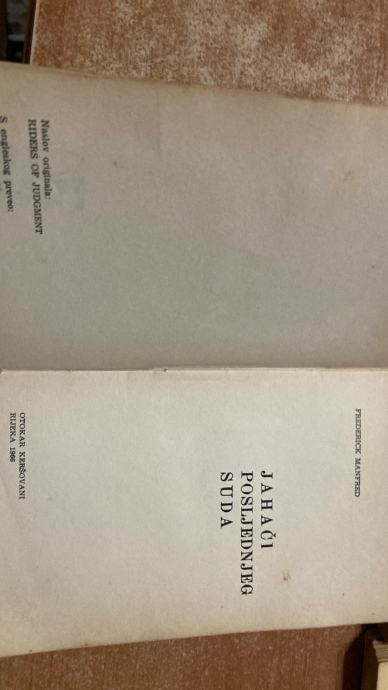 Naslov originala:
RIDERS OF JUDGMENT
S engleskog preveo:
FREDERICK MANFRED
JAHAČI
POSLJEDNJEG
SUDA
OTOKAR KERŠOVANI
RIJEKA 1966